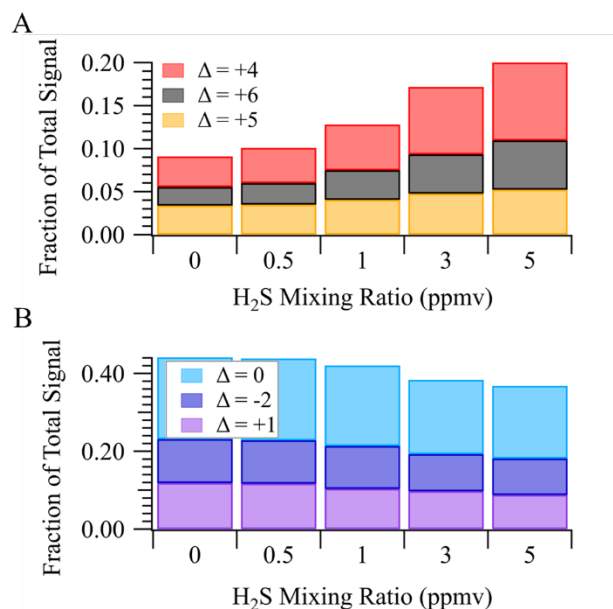 A
Fraction of Total Signal
0.20
0.15
0.10
0.05
0.00
Δ = +4
Δ = +6
Δ = +5
0 0.5 1 3 5
H₂S Mixing Ratio (ppmv)
B
Fraction of Total Signal
0.40
0.20
0.00
Δ = 0
Δ = -2
Δ = +1
0 0.5 1 3 5
H₂S Mixing Ratio (ppmv)